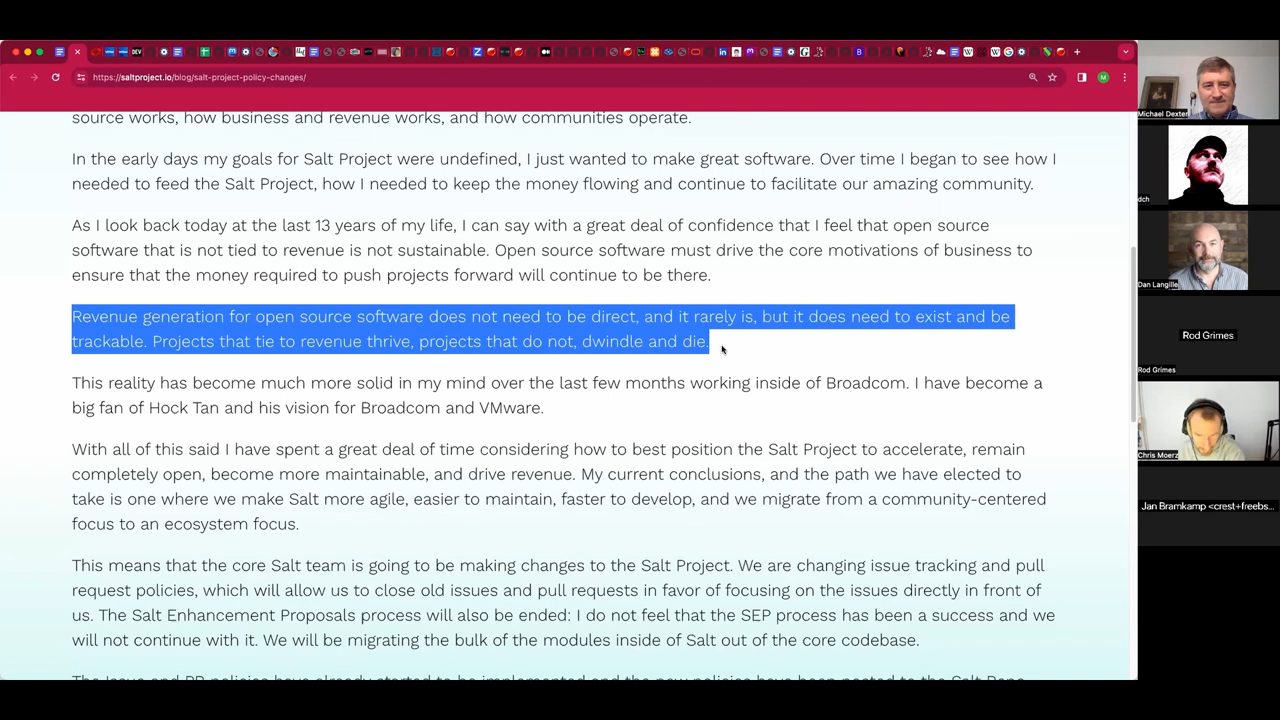 DEV
https://saltproject.io/blog/salt-project-policy-changes/
M
source works, how business and revenue works, and how communities operate.
In the early days my goals for Salt Project were undefined, I just wanted to make great software. Over time I began to see how I
needed to feed the Salt Project, how I needed to keep the money flowing and continue to facilitate our amazing community.
As I look back today at the last 13 years of my life, I can say with a great deal of confidence that I feel that open source
software that is not tied to revenue is not sustainable. Open source software must drive the core motivations of business to
ensure that the money required to push projects forward will continue to be there.
Revenue generation for open source software does not need to be direct, and it rarely is, but it does need to exist and be
trackable. Projects that tie to revenue thrive, projects that do not, dwindle and die.
This reality has become much more solid in my mind over the last few months working inside of Broadcom. I have become a
big fan of Hock Tan and his vision for Broadcom and VMware.
With all of this said I have spent a great deal of time considering how to best position the Salt Project to accelerate, remain
completely open, become more maintainable, and drive revenue. My current conclusions, and the path we have elected to
take is one where we make Salt more agile, easier to maintain, faster to develop, and we migrate from a community-centered
focus to an ecosystem focus.
This means that the core Salt team is going to be making changes to the Salt Project. We are changing issue tracking and pull
request policies, which will allow us to close old issues and pull requests in favor of focusing on the issues directly in front of
us. The Salt Enhancement Proposals process will also be ended: I do not feel that the SEP process has been a success and we
will not continue with it. We will be migrating the bulk of the modules inside of Salt out of the core codebase.
Michael Dexter
dch
Dan Langille
Rod Grimes
Rod Grimes
Chris Moerz
Jan Bramkamp <crest+freebs...